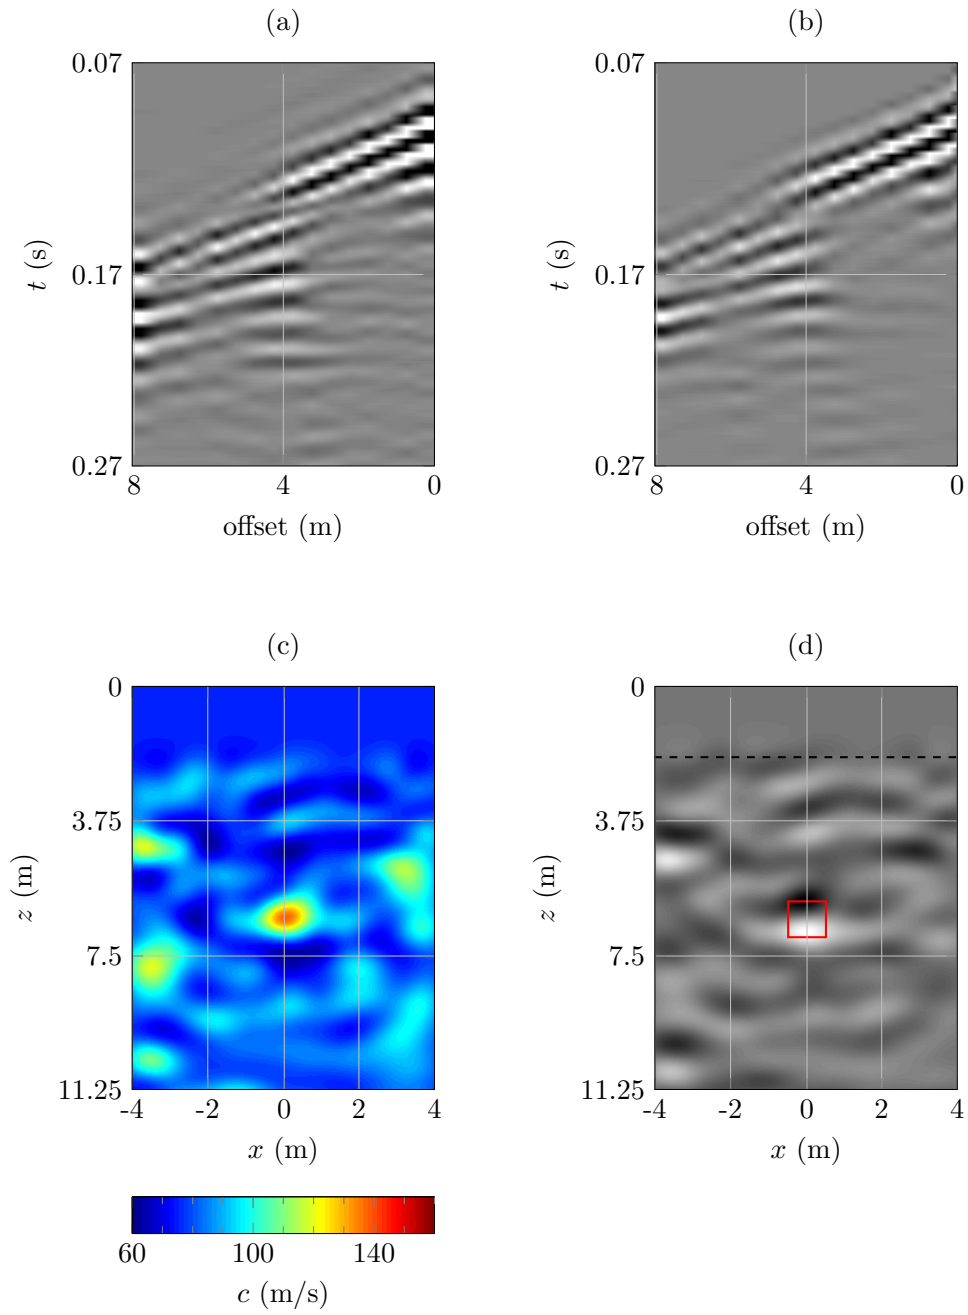 (a) (b)
0.07 0.07
t (s) t (s)
0.17 0.17
0.27 0.27
8 4 0 8 4 0
offset (m) offset (m)
(c) (d)
0 0
3.75 3.75
z (m) z (m)
7.5 7.5
11.25 11.25
-4 -2 0 2 4 -4 -2 0 2 4
x (m) x (m)
60 100 140
c (m/s)